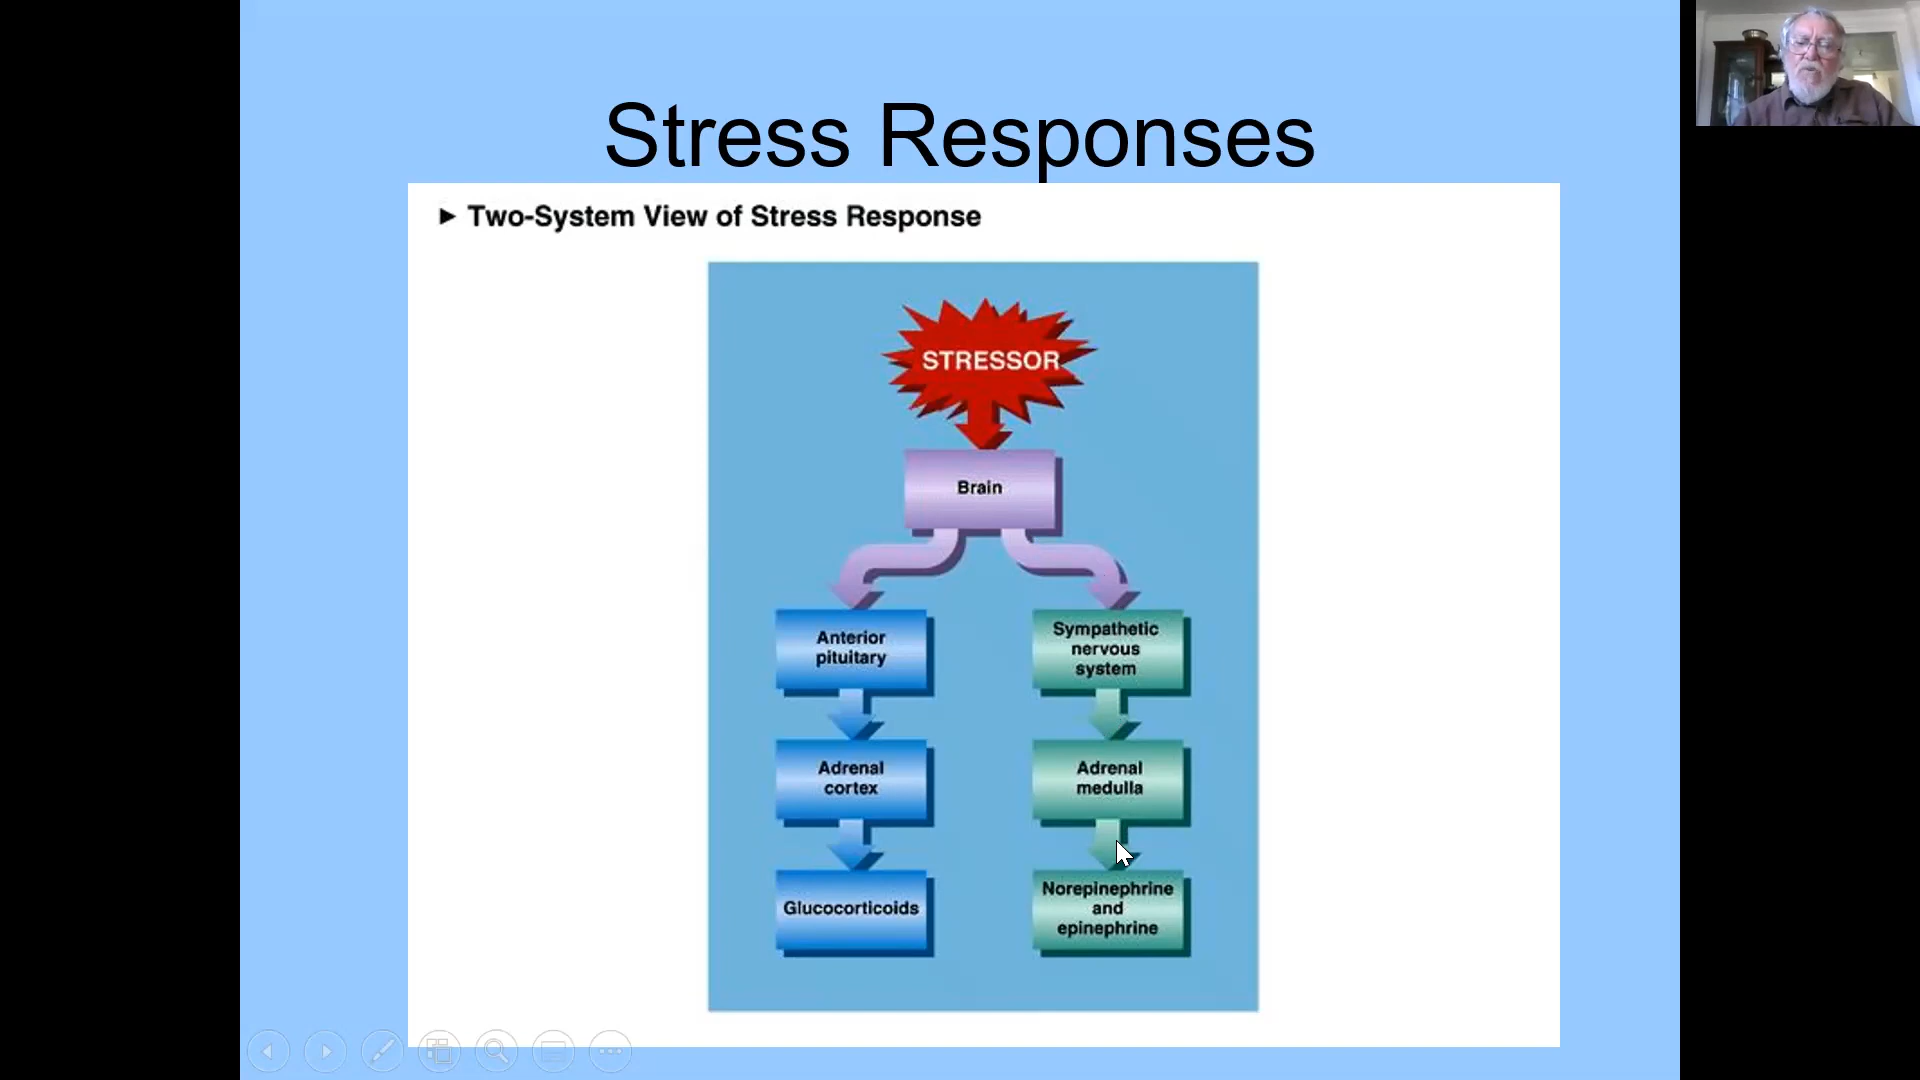 Stress Responses
► Two-System View of Stress Response
STRESSOR
Brain
Anterior
pituitary
Sympathetic
nervous
system
Adrenal
cortex
Adrenal
medulla
Glucocorticoids
Norepinephrine
and
epinephrine